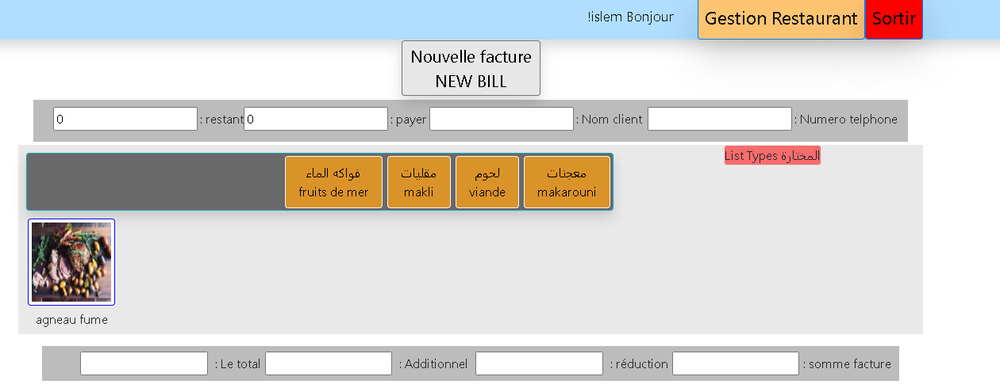 !islem Bonjour
Gestion Restaurant
Sortir
Nouvelle facture
NEW BILL
0 : restant 0 : payer : Nom client : Numero telphone
List Types المختارة
فواكه الماء
fruits de mer
مقليات
makli
لحوم
viande
معجنات
makarouni
agneau fume
: Le total : Additionnel : réduction : somme facture